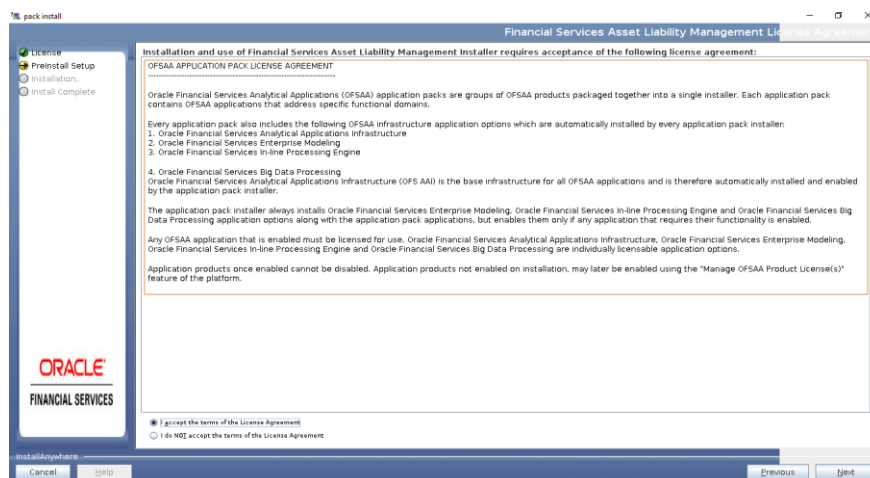 pack install
Financial Services Asset Liability Management License Agreement
License
Preinstall Setup
Installation..
Install Complete
Installation and use of Financial Services Asset Liability Management Installer requires acceptance of the following license agreement:
OFSAA APPLICATION PACK LICENSE AGREEMENT
Oracle Financial Services Analytical Applications (OFSAA) application packs are groups of OFSAA products packaged together into a single installer. Each application pack
contains OFSAA applications that address specific functional domains.
Every application pack also includes the following OFSAA infrastructure application options which are automatically installed by every application pack installer:
1. Oracle Financial Services Analytical Applications Infrastructure
2. Oracle Financial Services Enterprise Modeling
3. Oracle Financial Services In-line Processing Engine
4. Oracle Financial Services Big Data Processing
Oracle Financial Services Analytical Applications Infrastructure (OFS AAI) is the base infrastructure for all OFSAA applications and is therefore automatically installed and enabled
by the application pack installer.
The application pack installer always installs Oracle Financial Services Enterprise Modeling, Oracle Financial Services In-line Processing Engine and Oracle Financial Services Big
Data Processing application options along with the application pack applications, but enables them only if any application that requires their functionality is enabled.
Any OFSAA application that is enabled must be licensed for use. Oracle Financial Services Analytical Applications Infrastructure, Oracle Financial Services Enterprise Modeling,
Oracle Financial Services In-line Processing Engine and Oracle Financial Services Big Data Processing are individually licensable application options.
Application products once enabled cannot be disabled. Application products not enabled on installation, may later be enabled using the "Manage OFSAA Product License(s)"
feature of the platform.
ORACLE
FINANCIAL SERVICES
I accept the terms of the License Agreement
I do NOT accept the terms of the License Agreement
InstallAnywhere
Cancel Help Previous Next